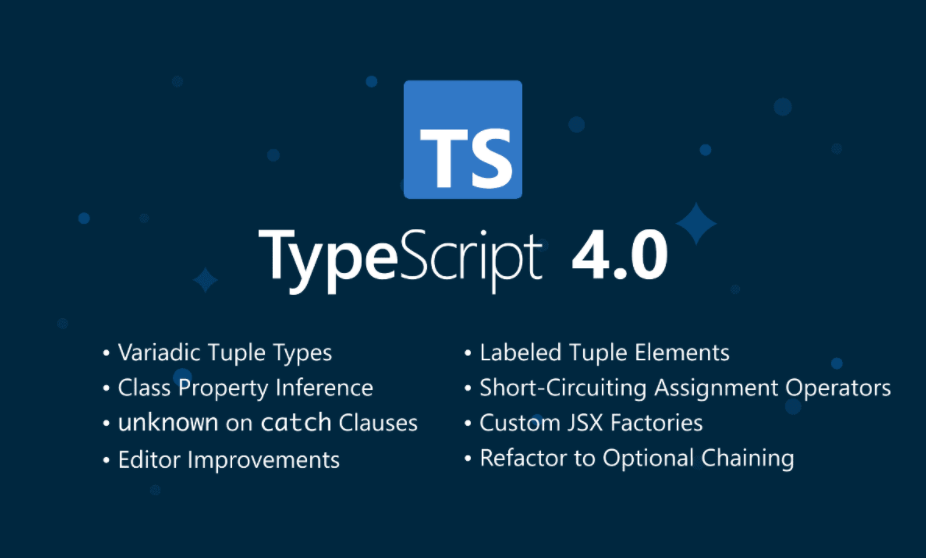 TS
TypeScript 4.0
• Variadic Tuple Types
• Class Property Inference
• unknown on catch Clauses
• Editor Improvements
• Labeled Tuple Elements
• Short-Circuiting Assignment Operators
• Custom JSX Factories
• Refactor to Optional Chaining